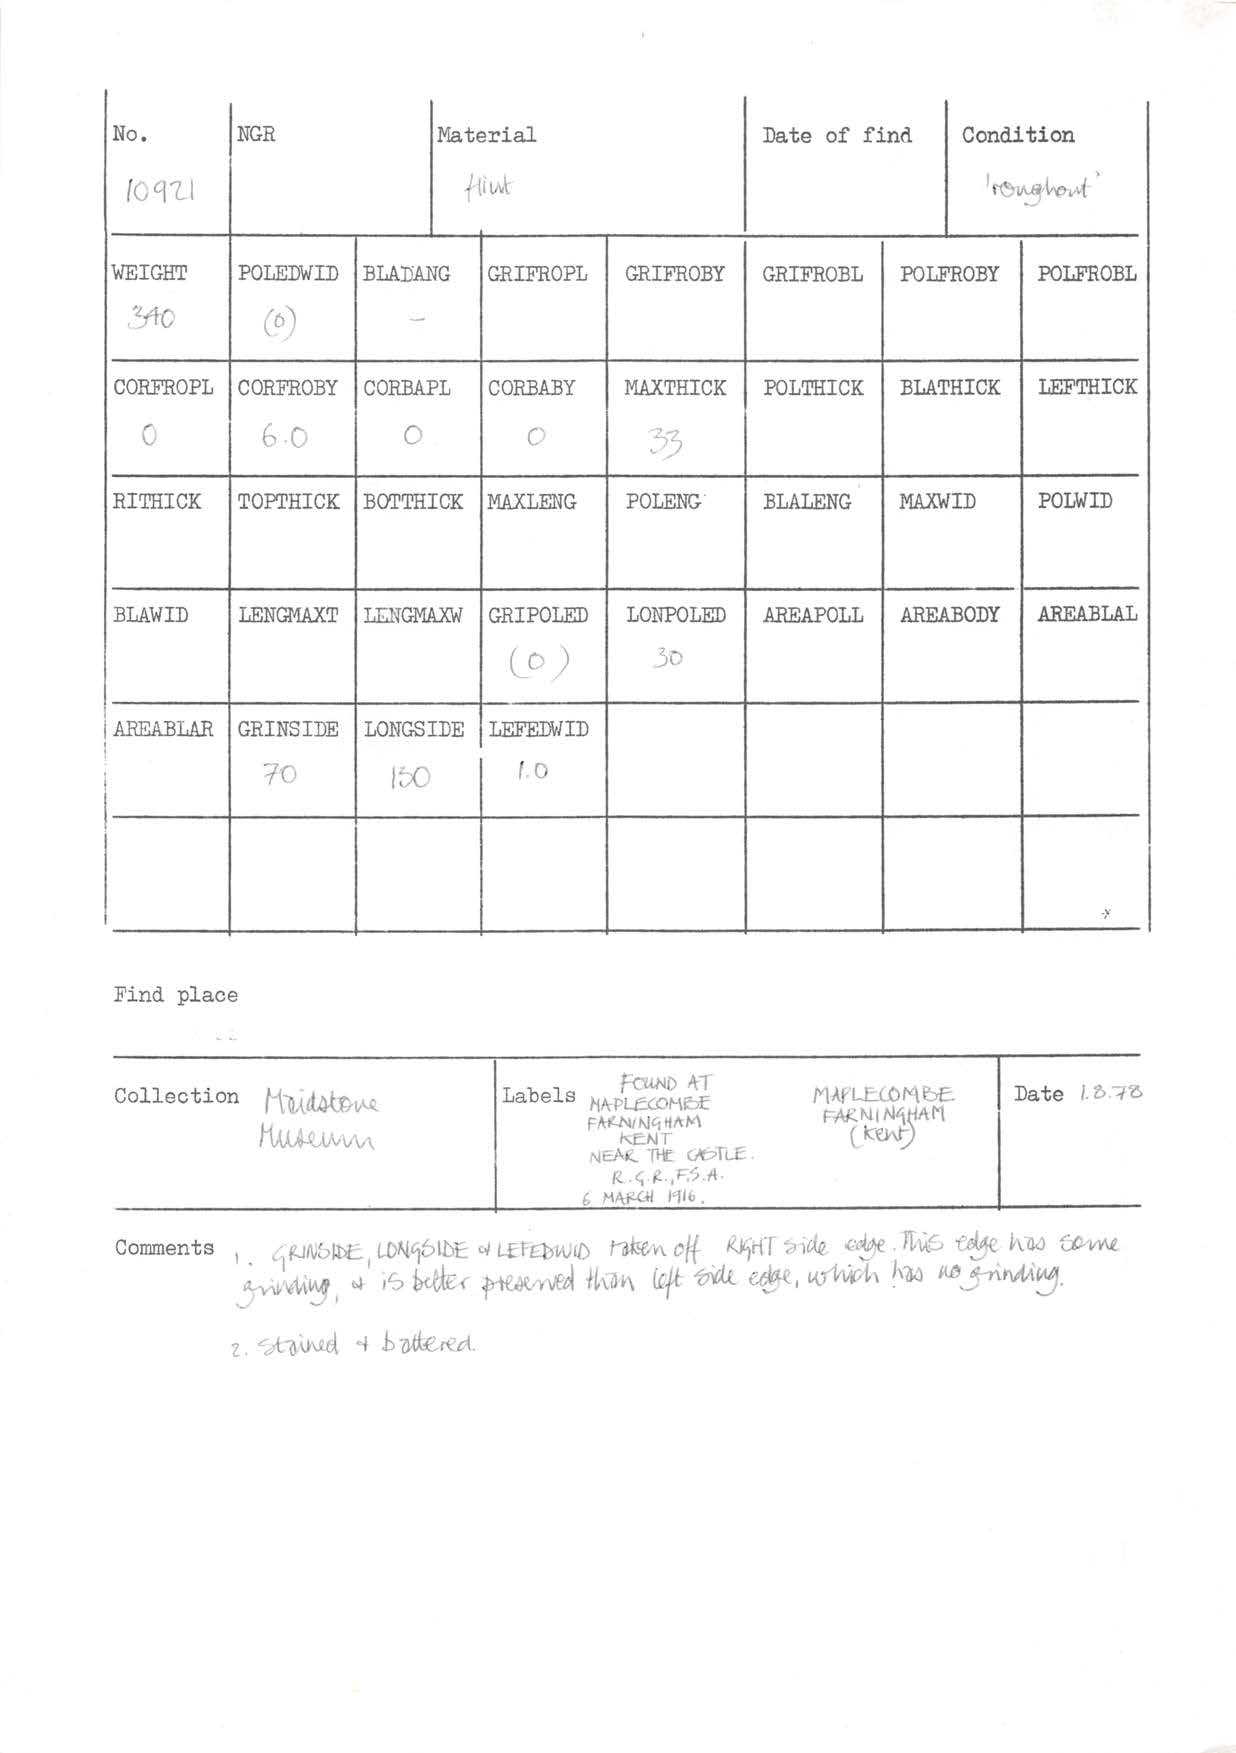 No. NGR Material Date of find Condition
10921 flint 'roughout'
WEIGHT POLEDWID BLADANG GRIFROPL GRIFROBY GRIFROBL POLFROBY POLFROBL
340 (0) -
CORFROPL CORFROBY CORBAPL CORBABY MAXTHICK POLTHICK BLATHICK LEFTHICK
0 6.0 0 0 33
RITHICK TOPTHICK BOTTHICK MAXLENG POLENG BLALENG MAXWID POLWID
BLAWID LENGMAXT LENGMAXW GRIPOLED LONPOLED AREAPOLL AREABODY AREABLAL
(0) 30
AREABLAR GRINSIDE LONGSIDE LEFEDWID
70 130 1.0
Find place
Collection Maidstone
Museum
Labels FOUND AT
MAPLECOMBE
FARNINGHAM
KENT
NEAR THE CASTLE.
R.G.R., F.S.A.
6 MARCH 1916.
MAPLECOMBE
FARNINGHAM
(Kent)
Date 1.8.78
Comments 1. GRINSIDE, LONGSIDE & LEFEDWID taken off RIGHT side edge. This edge has some
grinding, & is better preserved than left side edge, which has no grinding.
2. Stained & battered.